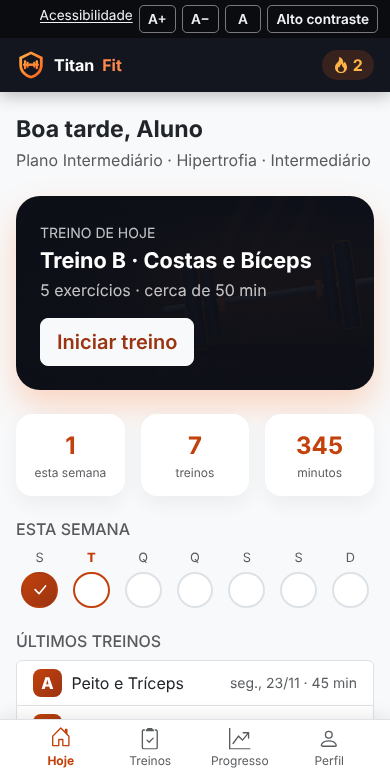 Acessibilidade A+ A− A Alto contraste
Titan Fit 2
Boa tarde, Aluno
Plano Intermediário · Hipertrofia · Intermediário
TREINO DE HOJE
Treino B · Costas e Bíceps
5 exercícios · cerca de 50 min
Iniciar treino
1 7 345
esta semana treinos minutos
ESTA SEMANA
S T Q Q S S D
ÚLTIMOS TREINOS
A Peito e Tríceps seg., 23/11 · 45 min
Hoje Treinos Progresso Perfil